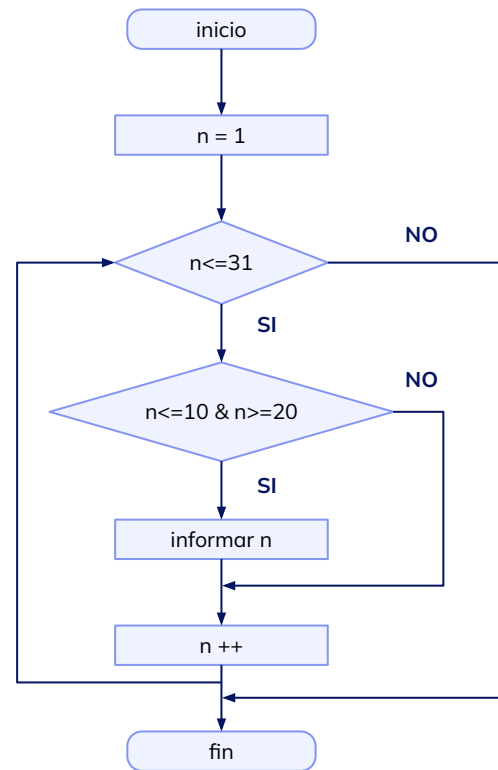 inicio
n = 1
n<=31
NO
SI
n<=10 & n>=20
NO
SI
informar n
n ++
fin